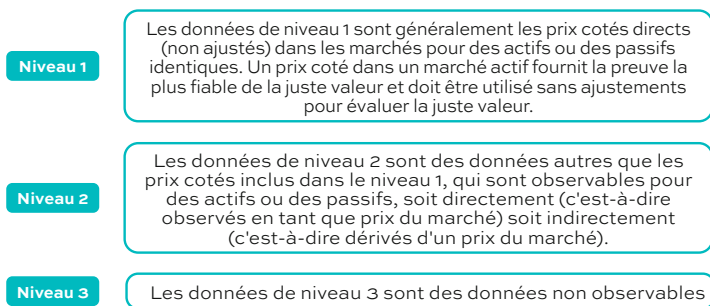 Niveau 1
Les données de niveau 1 sont généralement les prix cotés directs
(non ajustés) dans les marchés pour des actifs ou des passifs
identiques. Un prix coté dans un marché actif fournit la preuve la
plus fiable de la juste valeur et doit être utilisé sans ajustements
pour évaluer la juste valeur.
Niveau 2
Les données de niveau 2 sont des données autres que les
prix cotés inclus dans le niveau 1, qui sont observables pour
des actifs ou des passifs, soit directement (c'est-à-dire
observés en tant que prix du marché) soit indirectement
(c'est-à-dire dérivés d'un prix du marché).
Niveau 3
Les données de niveau 3 sont des données non observables